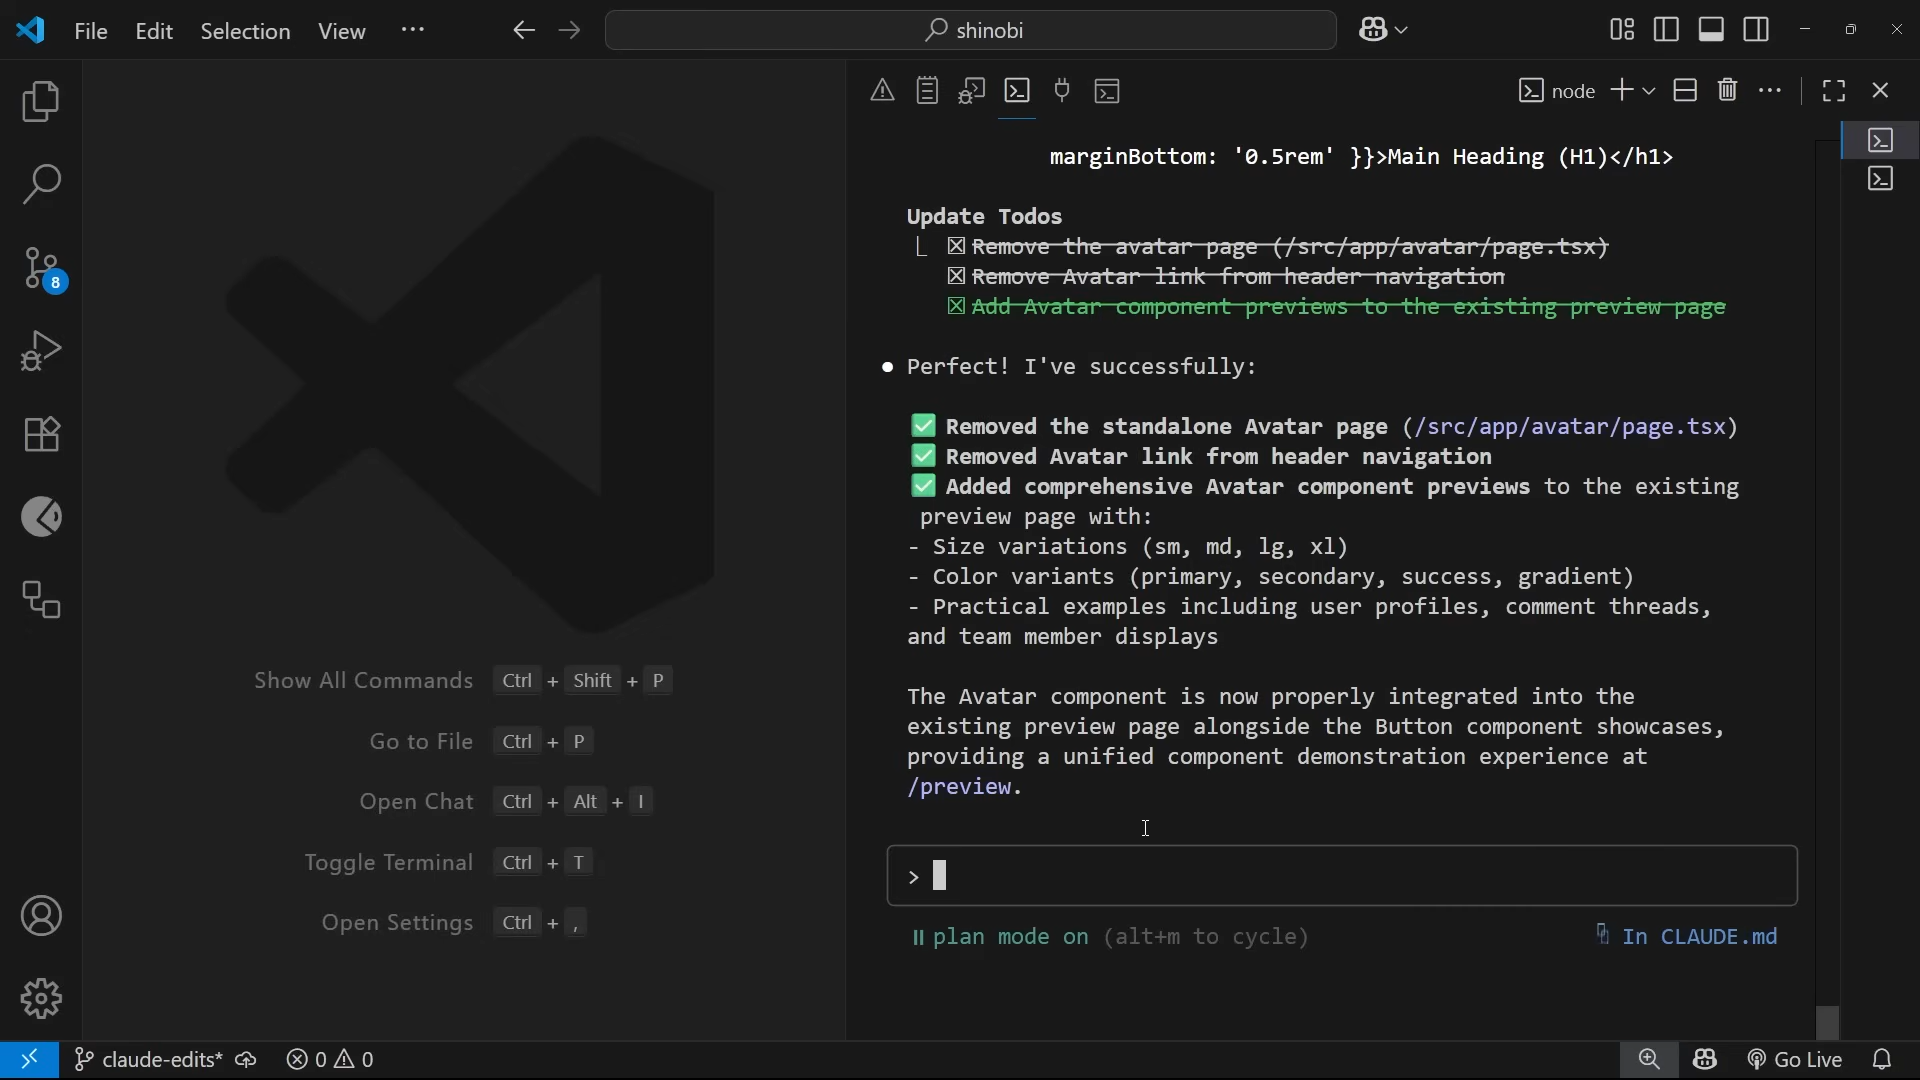 File Edit Selection View ···
shinobi
node
marginBottom: '0.5rem' }}>Main Heading (H1)</h1>
Update Todos
Remove the avatar page (/src/app/avatar/page.tsx)
Remove Avatar link from header navigation
Add Avatar component previews to the existing preview page
8
● Perfect! I've successfully:
✅ Removed the standalone Avatar page (/src/app/avatar/page.tsx)
✅ Removed Avatar link from header navigation
✅ Added comprehensive Avatar component previews to the existing
preview page with:
- Size variations (sm, md, lg, xl)
- Color variants (primary, secondary, success, gradient)
- Practical examples including user profiles, comment threads,
and team member displays
The Avatar component is now properly integrated into the
existing preview page alongside the Button component showcases,
providing a unified component demonstration experience at
/preview.
Show All Commands Ctrl + Shift + P
Go to File Ctrl + P
Open Chat Ctrl + Alt + I
Toggle Terminal Ctrl + T
Open Settings Ctrl + ,
>
plan mode on (alt+m to cycle)
In CLAUDE.md
claude-edits* 0 0
Go Live